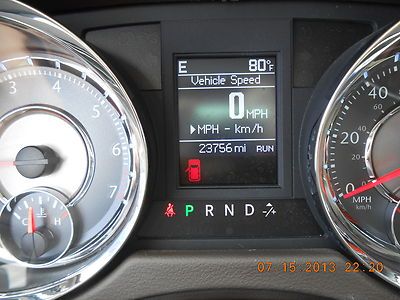 E 80°F
Vehicle Speed
0 MPH
▶MPH - km/h
23756 mi RUN
P R N D -/+
3 4 5 6 7
C H
40
20
0
MPH
km/h
07.15.2013 22:20